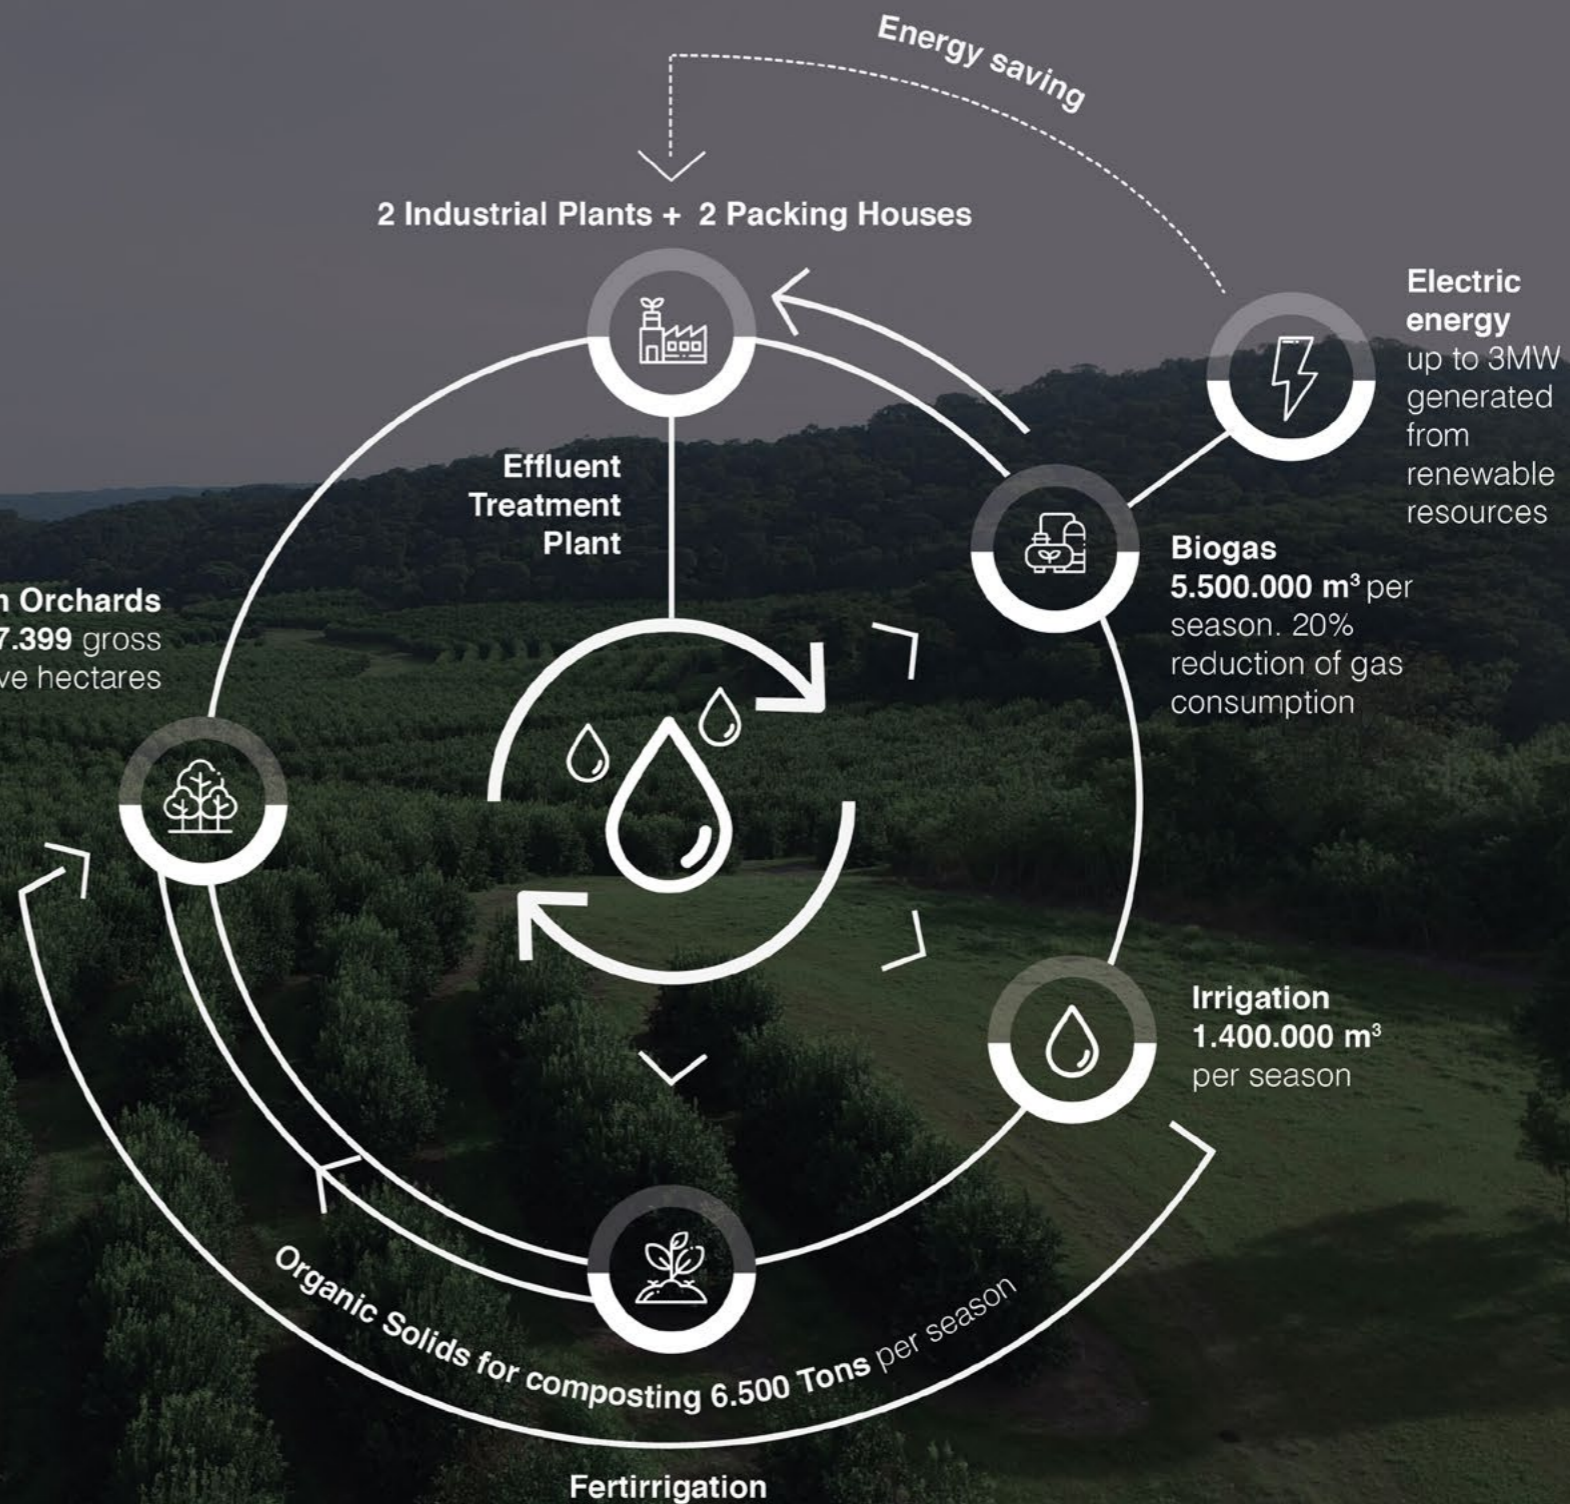 Energy saving
2 Industrial Plants + 2 Packing Houses
Electric
energy
up to 3MW
generated
from
renewable
resources
Effluent
Treatment
Plant
Biogas
5.500.000 m³ per
season. 20%
reduction of gas
consumption
Orchards
7.399 gross
hectares
Irrigation
1.400.000 m³
per season
Organic Solids for composting 6.500 Tons per season
Fertirrigation